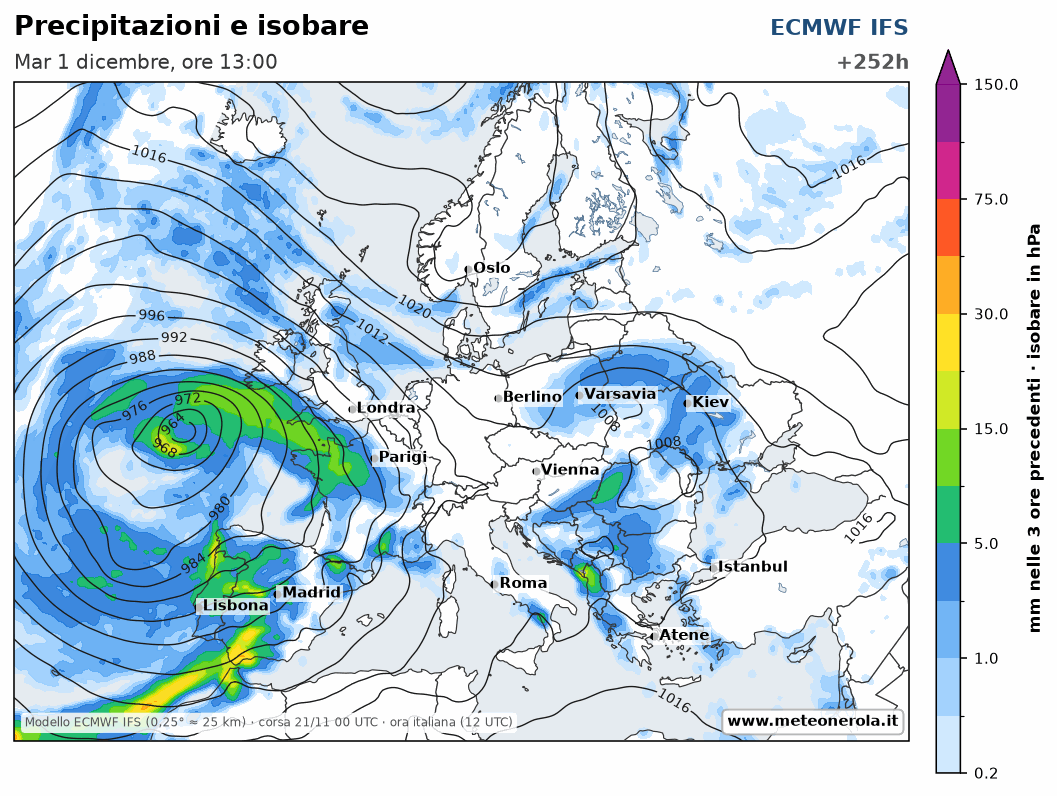 Precipitazioni e isobare
ECMWF IFS
Mar 1 dicembre, ore 13:00
+252h
150.0
1016
1016
75.0
Oslo
1020
996
30.0
1012
992
988
972
Berlino
Varsavia
976
Londra
Kiev
964
1008
15.0
968
1008
Parigi
Vienna
980
1016
5.0
984
Istanbul
Roma
Madrid
Lisbona
Atene
1.0
1016
Modello ECMWF IFS (0,25° ≈ 25 km) · corsa 21/11 00 UTC · ora italiana (12 UTC)
www.meteonerola.it
0.2
mm nelle 3 ore precedenti · isobare in hPa